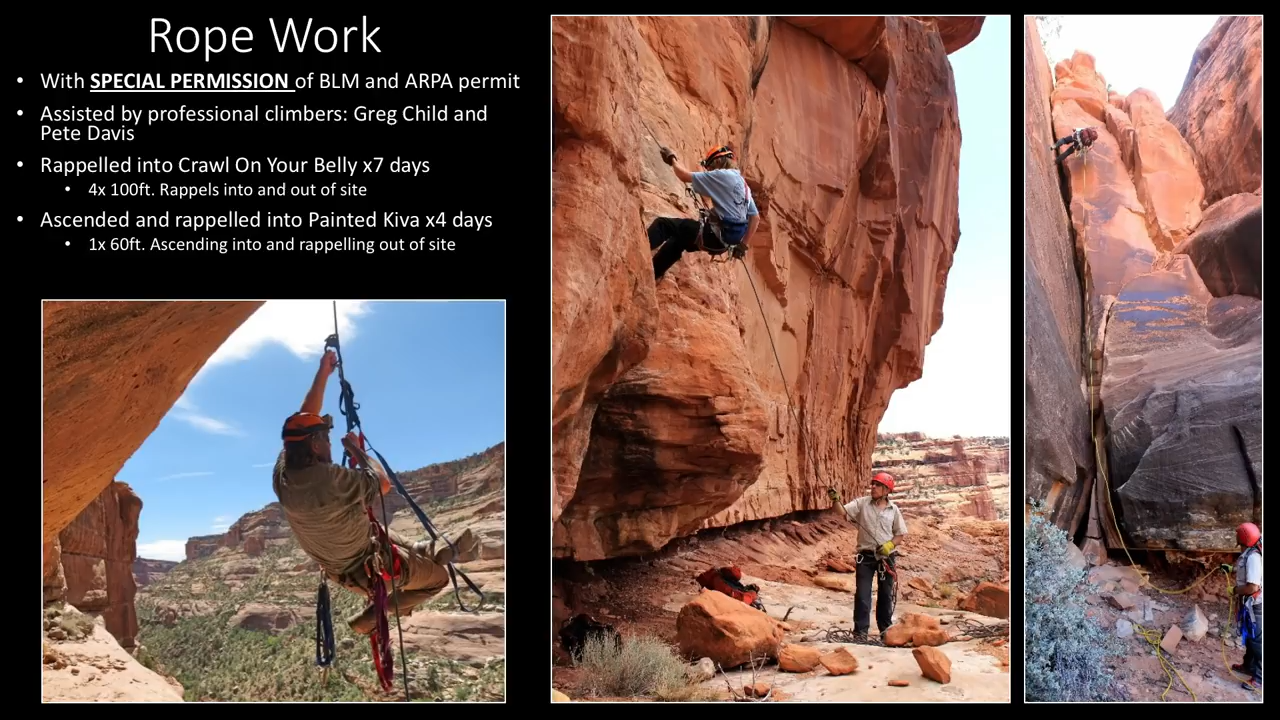 Rope Work
• With SPECIAL PERMISSION of BLM and ARPA permit
• Assisted by professional climbers: Greg Child and
Pete Davis
• Rappelled into Crawl On Your Belly x7 days
• 4x 100ft. Rappels into and out of site
• Ascended and rappelled into Painted Kiva x4 days
• 1x 60ft. Ascending into and rappelling out of site